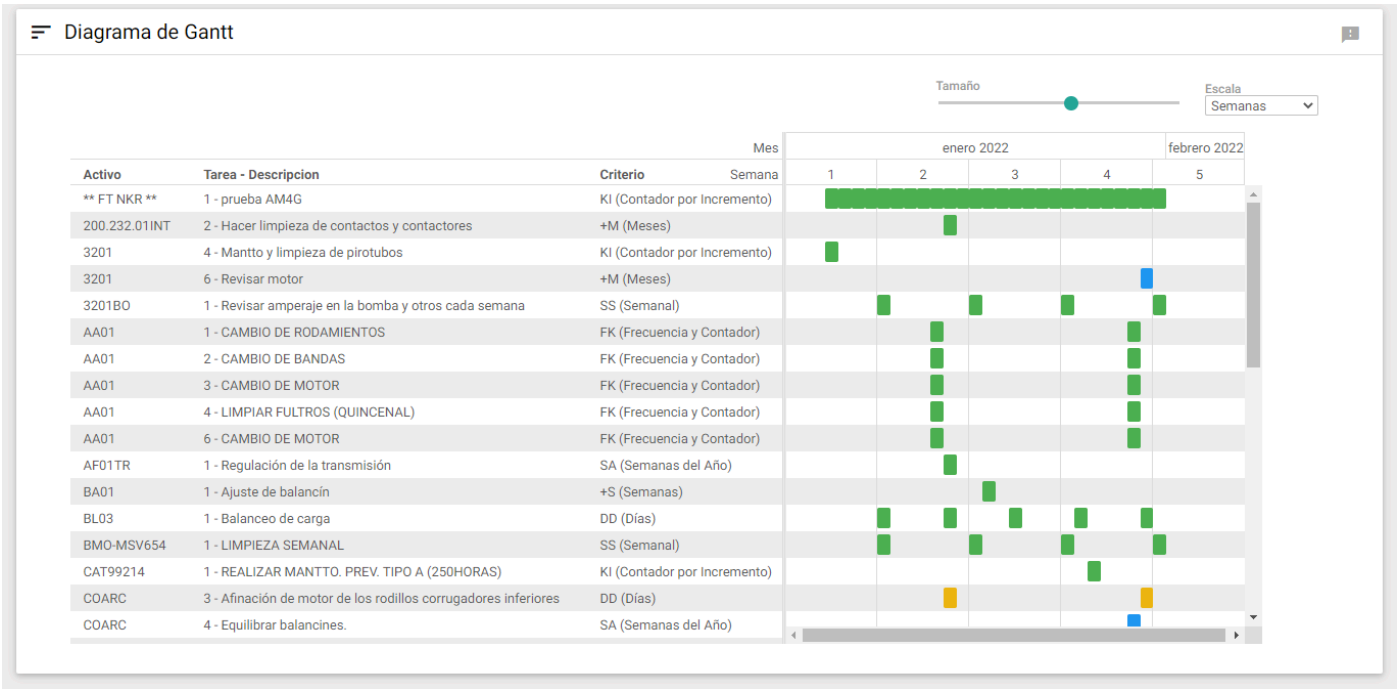 Diagrama de Gantt
Tamaño
Escala
Semanas
Mes enero 2022 febrero 2022
Activo Tarea - Descripcion Criterio Semana 1 2 3 4 5
** FT NKR ** 1 - prueba AM4G KI (Contador por Incremento)
200.232.01INT 2 - Hacer limpieza de contactos y contactores +M (Meses)
3201 4 - Mantto y limpieza de pirotubos KI (Contador por Incremento)
3201 6 - Revisar motor +M (Meses)
3201BO 1 - Revisar amperaje en la bomba y otros cada semana SS (Semanal)
AA01 1 - CAMBIO DE RODAMIENTOS FK (Frecuencia y Contador)
AA01 2 - CAMBIO DE BANDAS FK (Frecuencia y Contador)
AA01 3 - CAMBIO DE MOTOR FK (Frecuencia y Contador)
AA01 4 - LIMPIAR FULTROS (QUINCENAL) FK (Frecuencia y Contador)
AA01 6 - CAMBIO DE MOTOR FK (Frecuencia y Contador)
AF01TR 1 - Regulación de la transmisión SA (Semanas del Año)
BA01 1 - Ajuste de balancín +S (Semanas)
BL03 1 - Balanceo de carga DD (Días)
BMO-MSV654 1 - LIMPIEZA SEMANAL SS (Semanal)
CAT99214 1 - REALIZAR MANTTO. PREV. TIPO A (250HORAS) KI (Contador por Incremento)
COARC 3 - Afinación de motor de los rodillos corrugadores inferiores DD (Días)
COARC 4 - Equilibrar balancines. SA (Semanas del Año)